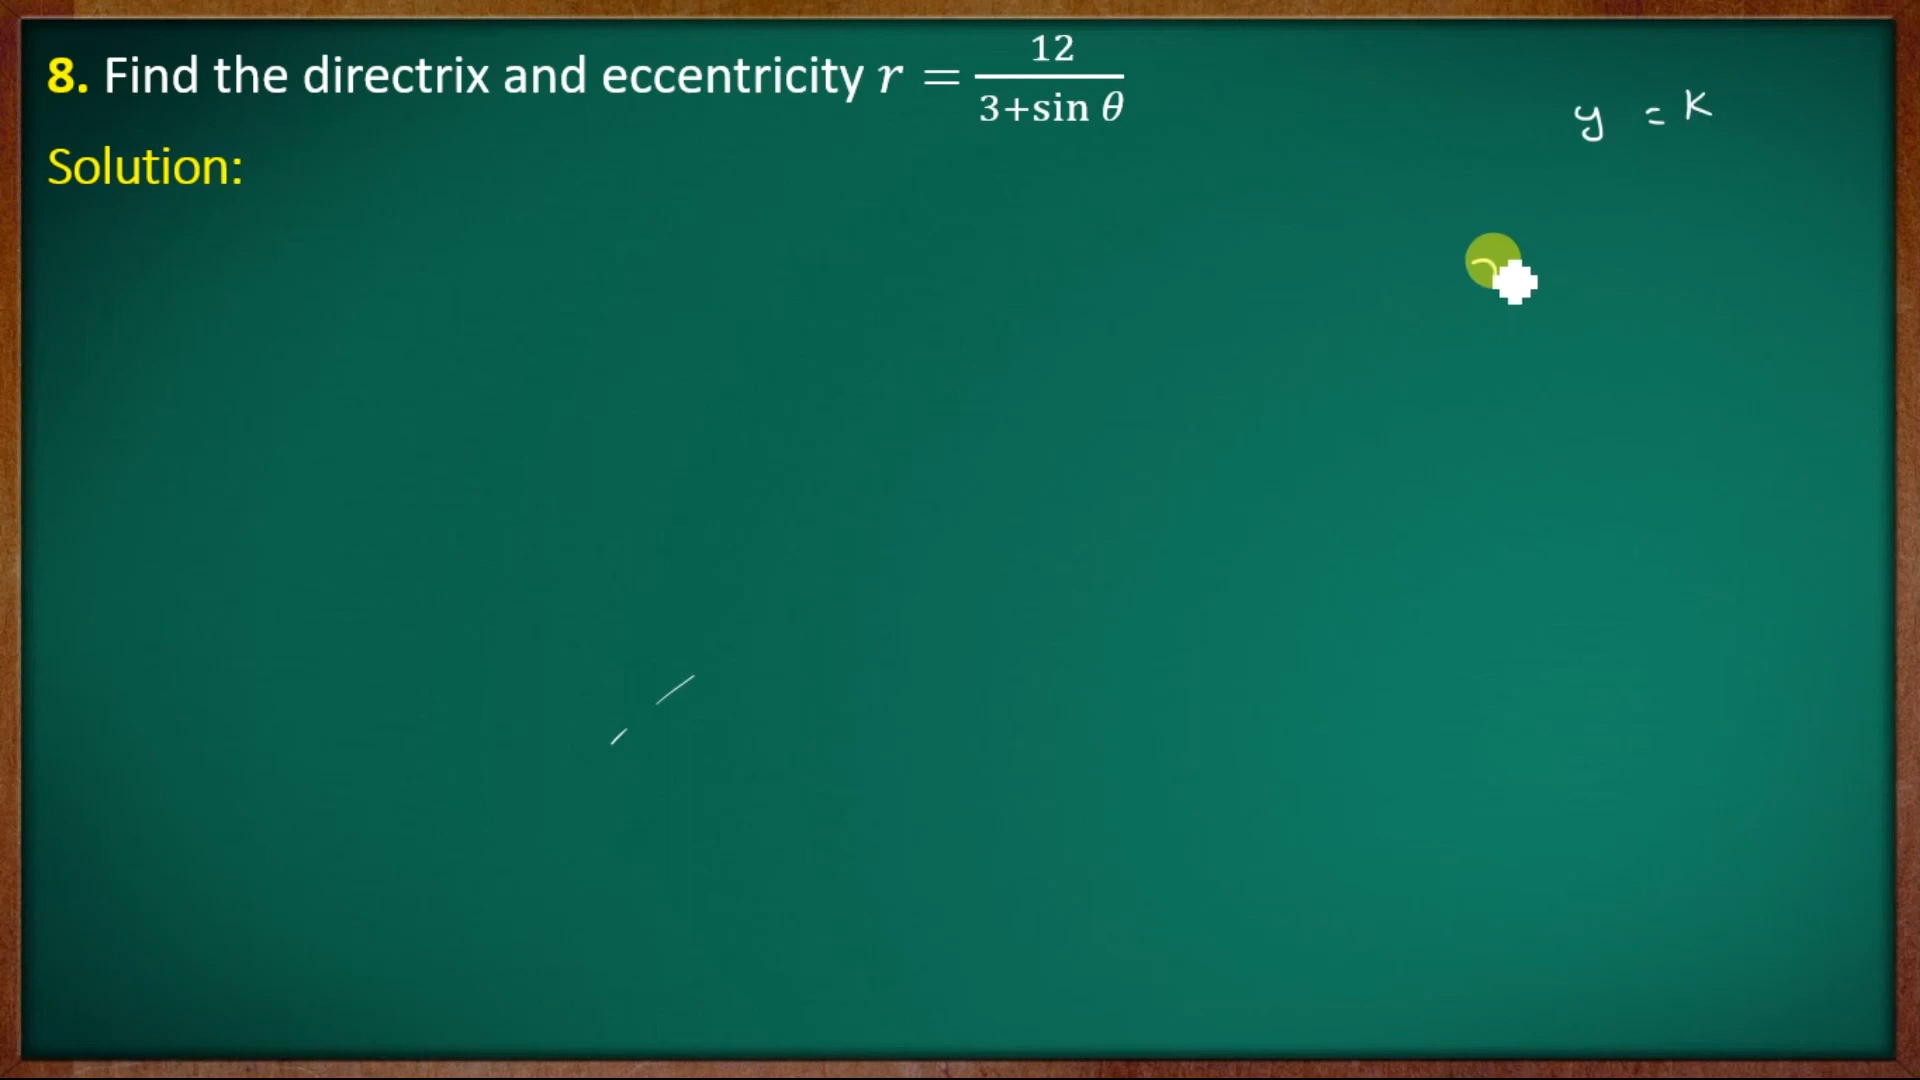 8. Find the directrix and eccentricity r = 12/(3+sin θ)
y = K
Solution: